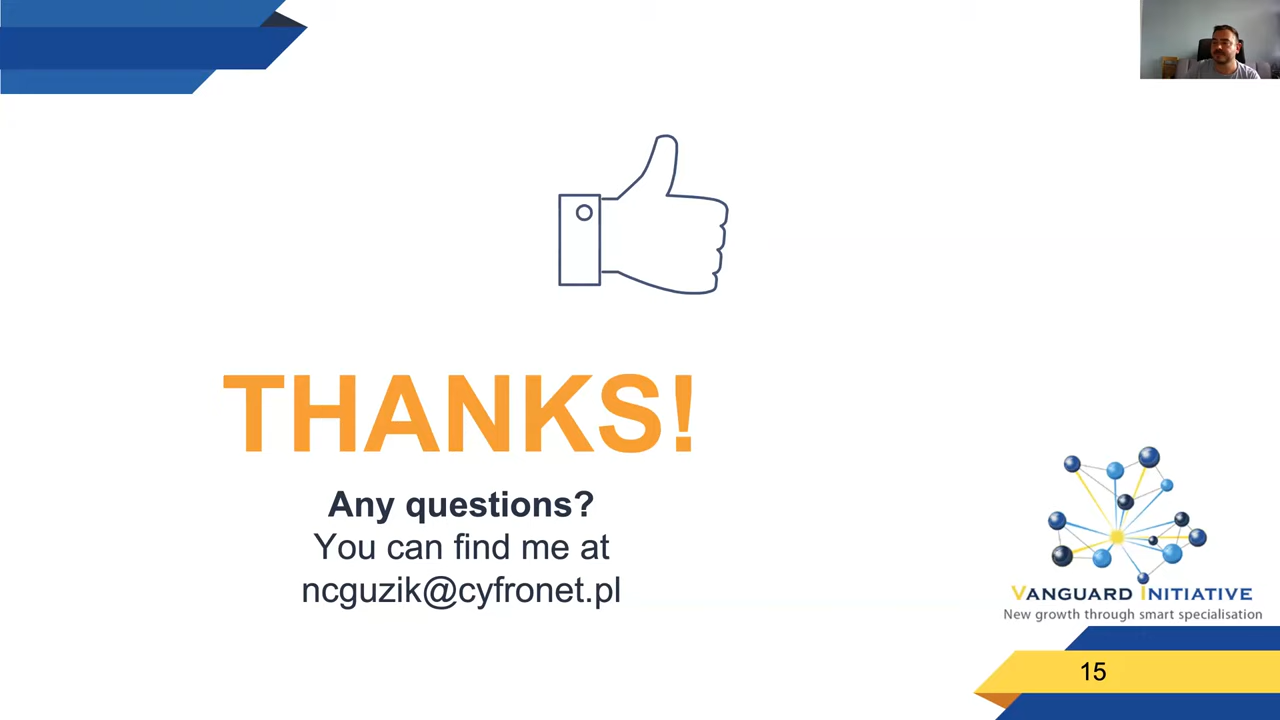 THANKS!
Any questions?
You can find me at
ncguzik@cyfronet.pl
VANGUARD INITIATIVE
New growth through smart specialisation
15